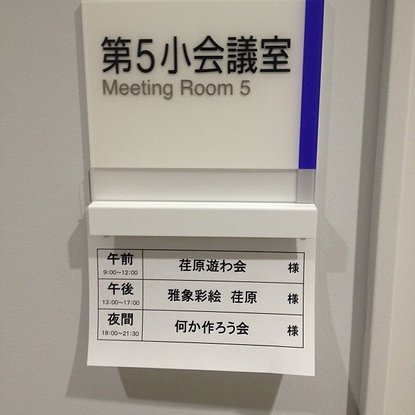 第5小会議室
Meeting Room 5
午前 荏原遊わ会 様
9:00~12:00
午後 雅象彩絵 荏原 様
13:00~17:00
夜間 何か作ろう会 様
18:00~21:30